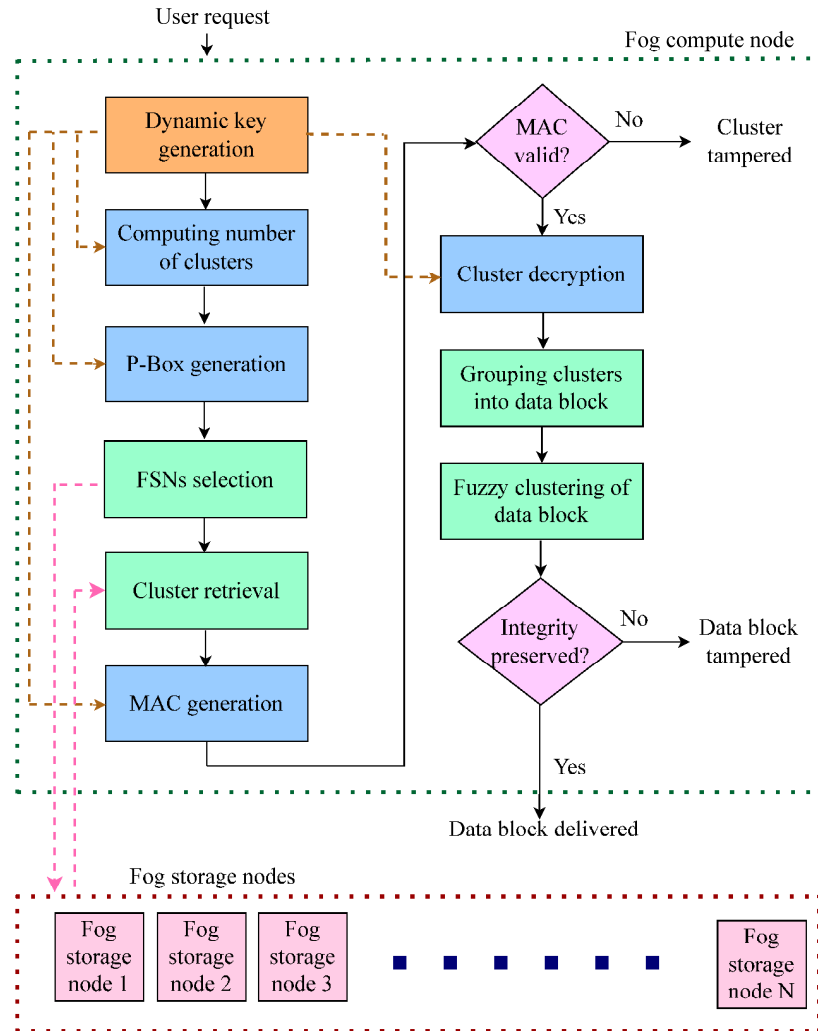 User request
Fog compute node
Dynamic key
generation
Computing number
of clusters
P-Box generation
FSNs selection
Cluster retrieval
MAC generation
MAC
valid?
No
Cluster
tampered
Yes
Cluster decryption
Grouping clusters
into data block
Fuzzy clustering of
data block
Integrity
preserved?
No
Data block
tampered
Yes
Data block delivered
Fog storage nodes
Fog
storage
node 1
Fog
storage
node 2
Fog
storage
node 3
Fog
storage
node N